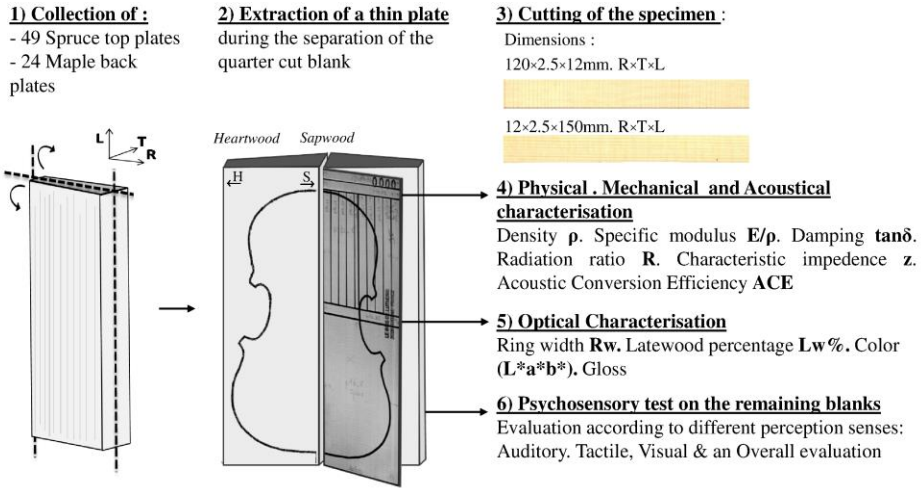 1) Collection of :
- 49 Spruce top plates
- 24 Maple back
plates
2) Extraction of a thin plate
during the separation of the
quarter cut blank
3) Cutting of the specimen :
Dimensions :
120×2.5×12mm. R×T×L
12×2.5×150mm. R×T×L
L
T
R
Heartwood Sapwood
H S
4) Physical . Mechanical and Acoustical
characterisation
Density ρ. Specific modulus E/ρ. Damping tanδ.
Radiation ratio R. Characteristic impedence z.
Acoustic Conversion Efficiency ACE
5) Optical Characterisation
Ring width Rw. Latewood percentage Lw%. Color
(L*a*b*). Gloss
6) Psychosensory test on the remaining blanks
Evaluation according to different perception senses:
Auditory. Tactile, Visual & an Overall evaluation